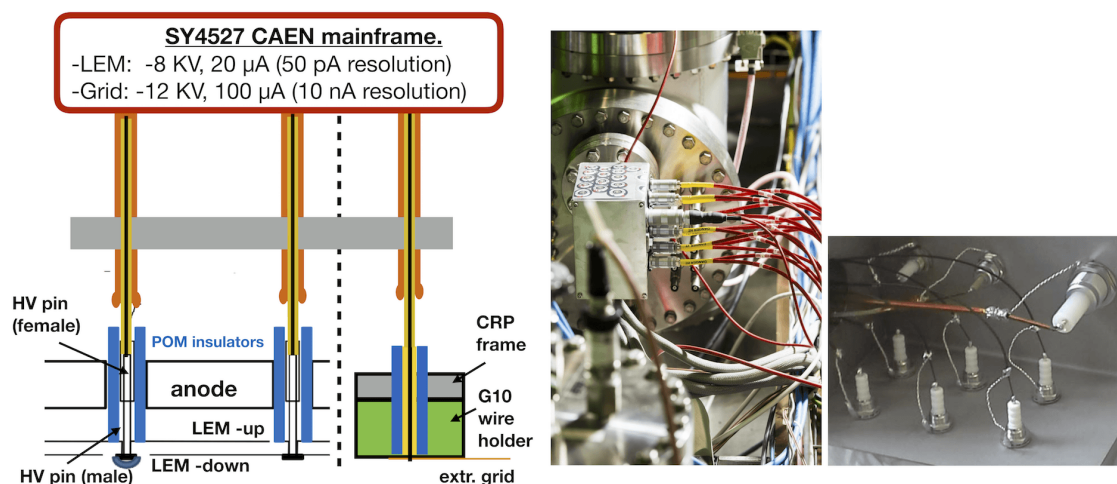 SY4527 CAEN mainframe.
-LEM: -8 KV, 20 µA (50 pA resolution)
-Grid: -12 KV, 100 µA (10 nA resolution)
HV pin
(female)
POM insulators
anode
LEM -up
HV pin (male)
LEM -down
CRP
frame
G10
wire
holder
extr. grid